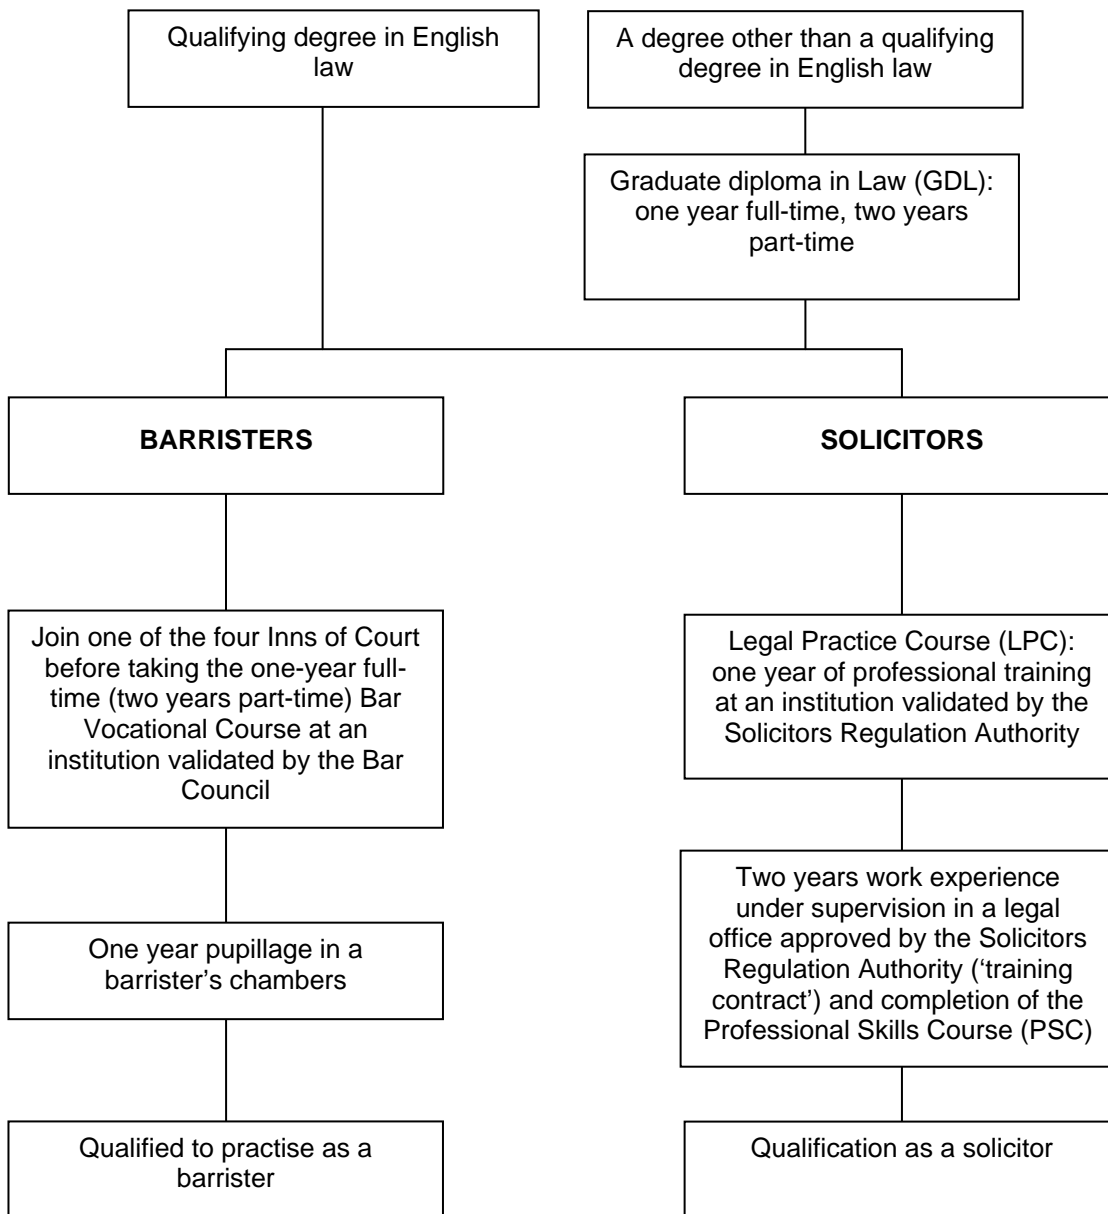 Qualifying degree in English
law
A degree other than a qualifying
degree in English law
Graduate diploma in Law (GDL):
one year full-time, two years
part-time
BARRISTERS
SOLICITORS
Join one of the four Inns of Court
before taking the one-year full-
time (two years part-time) Bar
Vocational Course at an
institution validated by the Bar
Council
Legal Practice Course (LPC):
one year of professional training
at an institution validated by the
Solicitors Regulation Authority
One year pupillage in a
barrister’s chambers
Two years work experience
under supervision in a legal
office approved by the Solicitors
Regulation Authority (‘training
contract’) and completion of the
Professional Skills Course (PSC)
Qualified to practise as a
barrister
Qualification as a solicitor